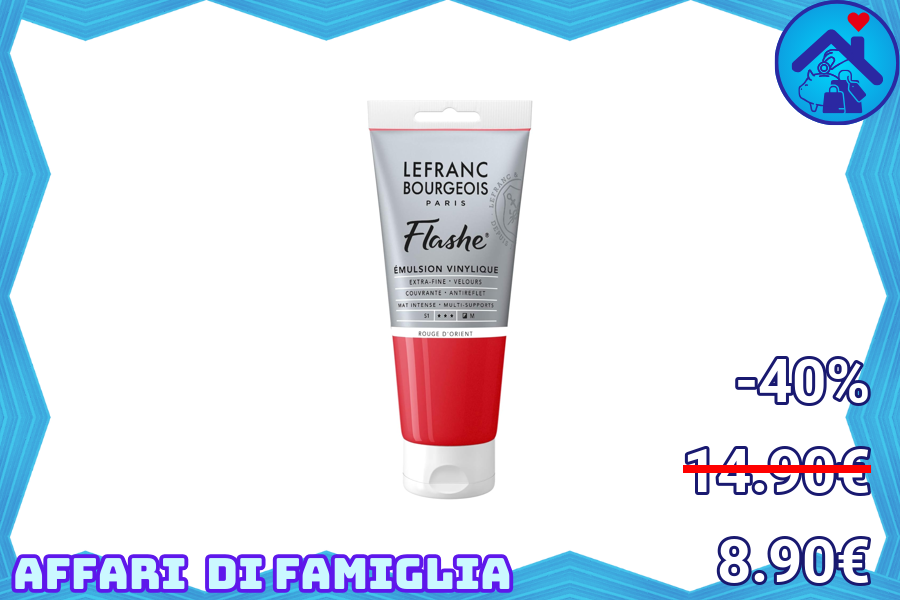 LEFRANC
BOURGEOIS
PARIS
Flashe®
ÉMULSION VINYLIQUE
EXTRA-FINE • VELOURS
COUVRANTE • ANTIREFLET
MAT INTENSE • MULTI-SUPPORTS
S1 ★★★ M
ROUGE D'ORIENT
-40%
14.90€
8.90€
AFFARI DI FAMIGLIA